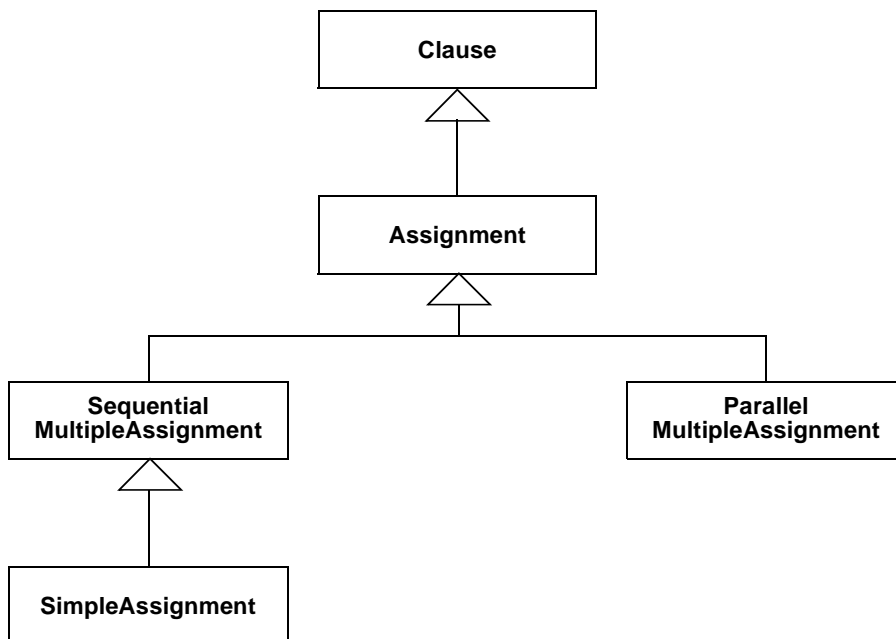 Clause
Assignment
Sequential
MultipleAssignment
Parallel
MultipleAssignment
SimpleAssignment